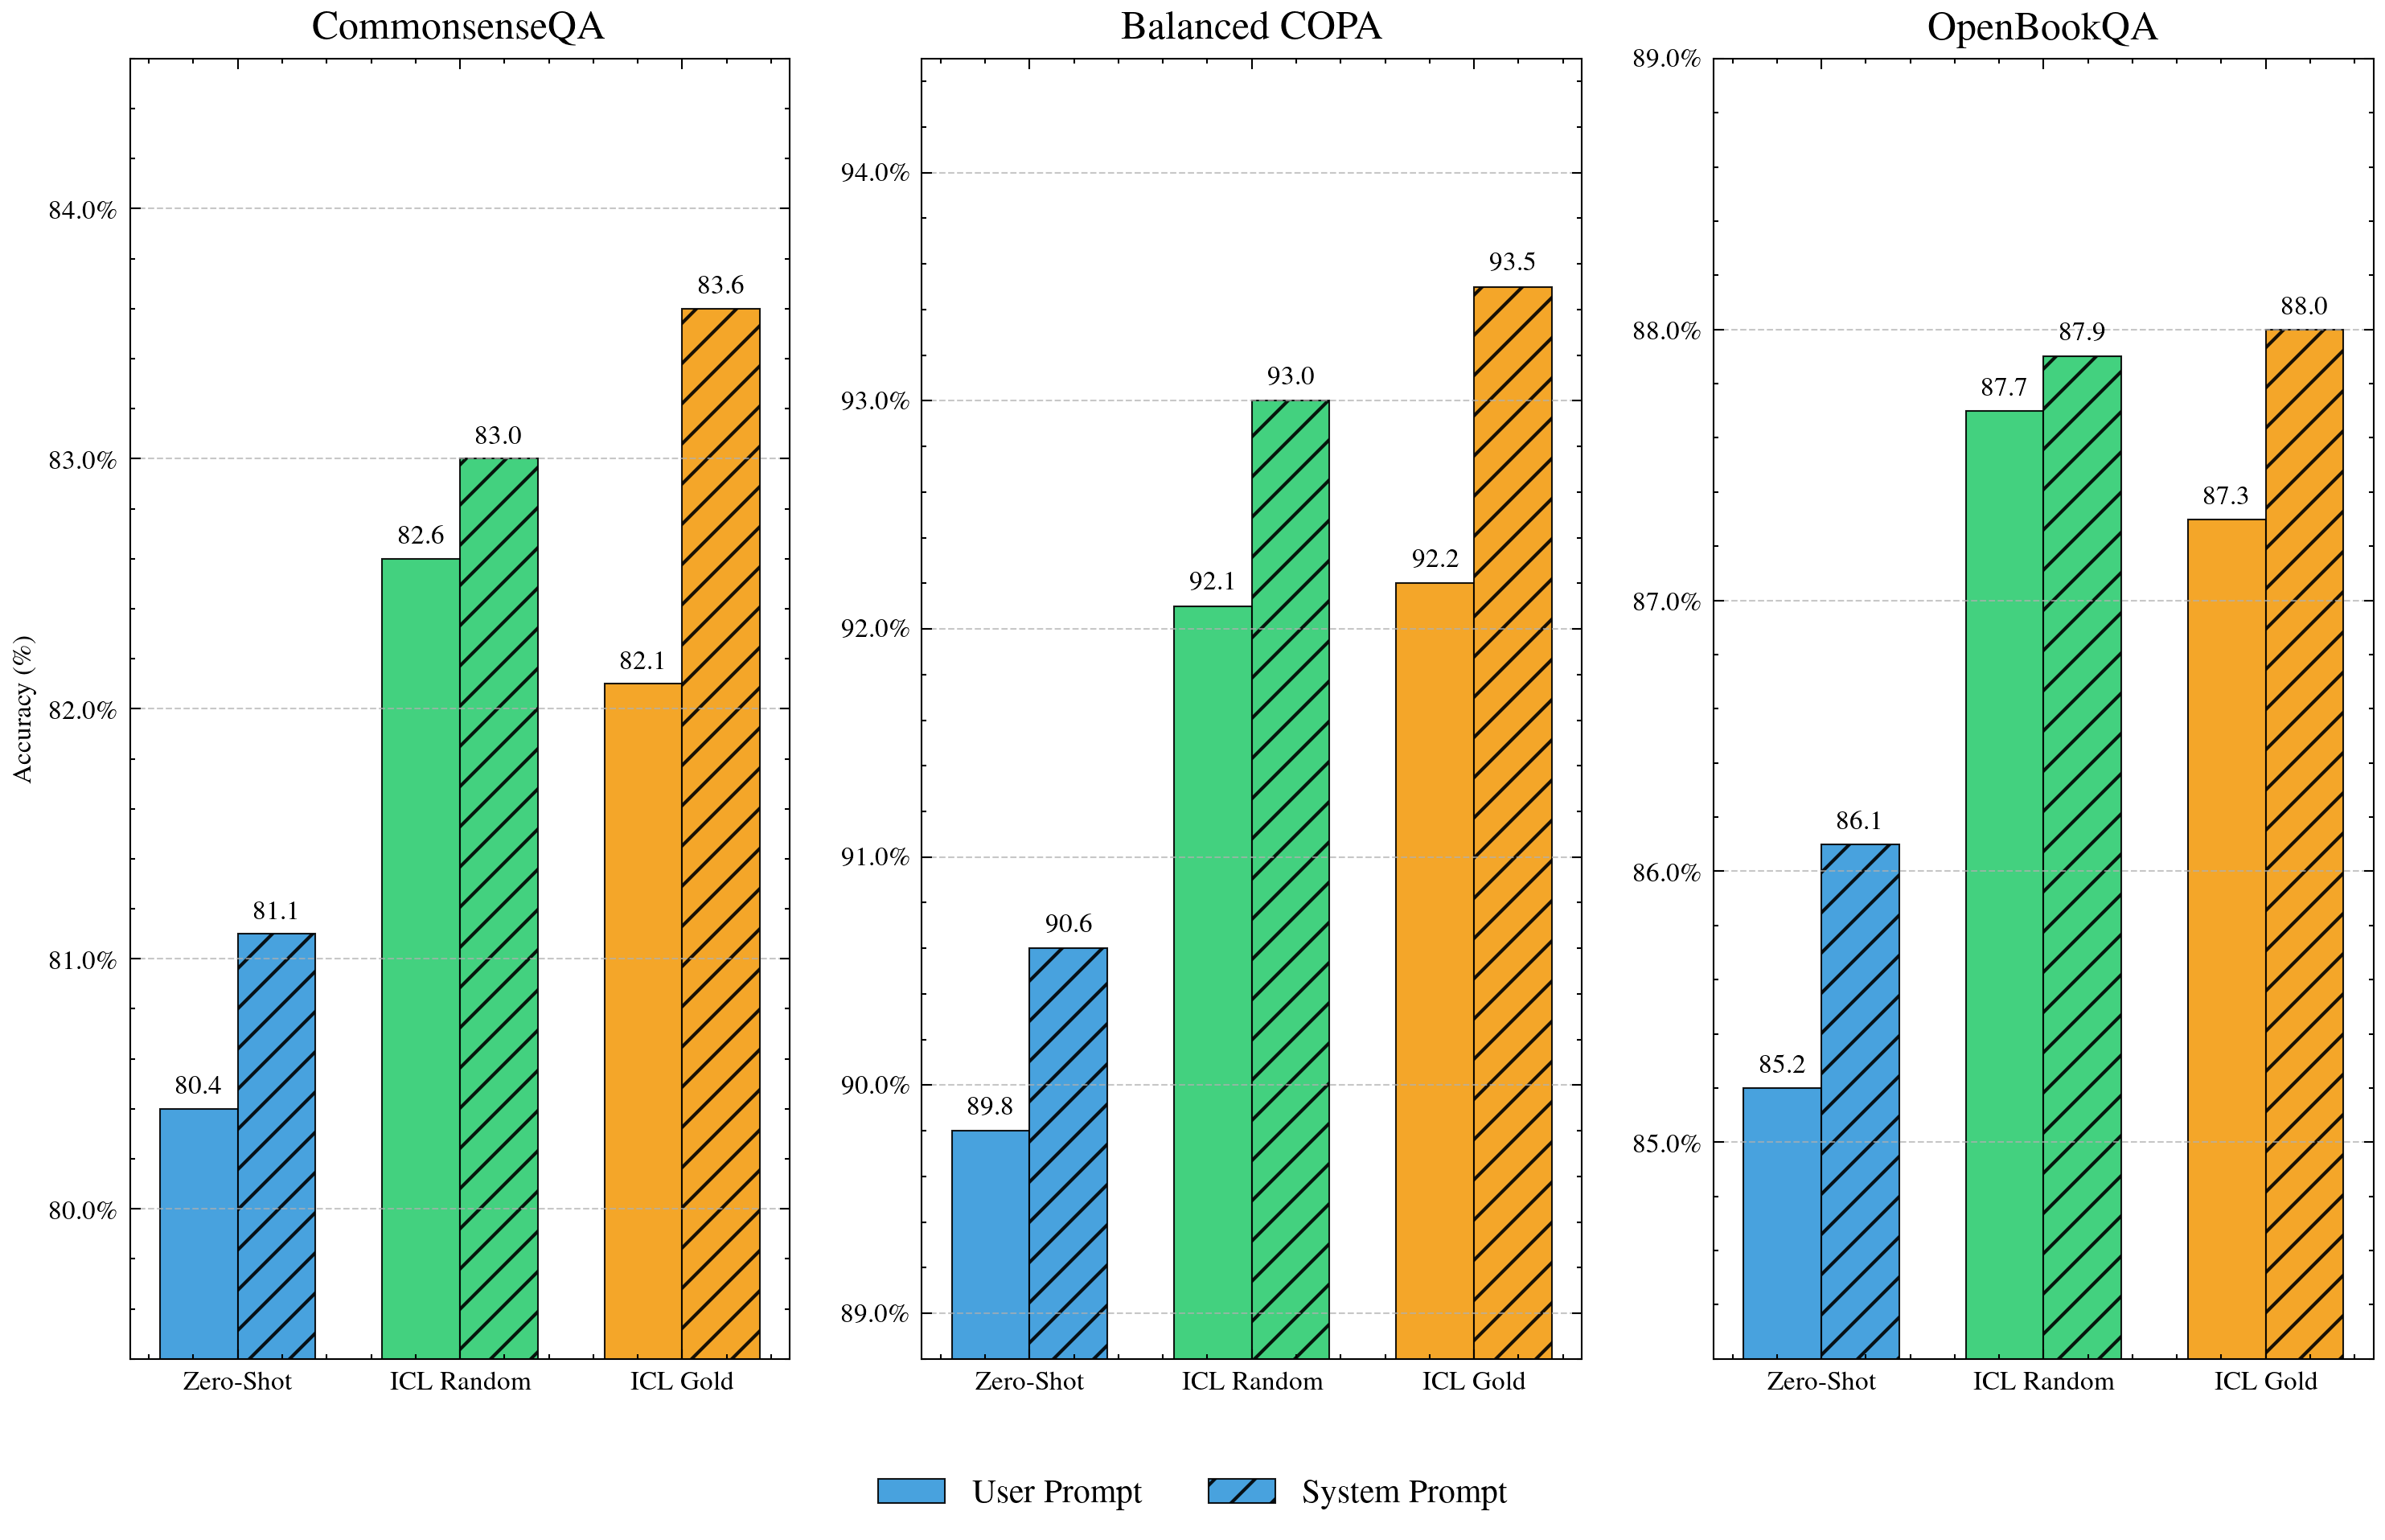 CommonsenseQA
Accuracy (%)
84.0%
83.0%
82.0%
81.0%
80.0%
80.4
81.1
82.6
83.0
82.1
83.6
Zero-Shot
ICL Random
ICL Gold
Balanced COPA
94.0%
93.0%
92.0%
91.0%
90.0%
89.0%
89.8
90.6
92.1
93.0
92.2
93.5
Zero-Shot
ICL Random
ICL Gold
OpenBookQA
89.0%
88.0%
87.0%
86.0%
85.0%
85.2
86.1
87.7
87.9
87.3
88.0
Zero-Shot
ICL Random
ICL Gold
User Prompt
System Prompt